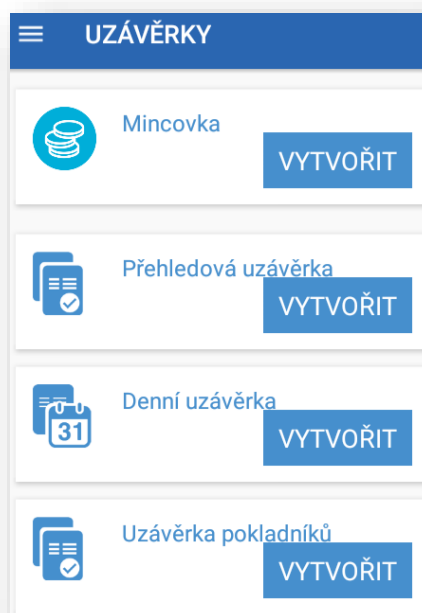 UZÁVĚRKY
Mincovka
VYTVOŘIT
Přehledová uzávěrka
VYTVOŘIT
31
Denní uzávěrka
VYTVOŘIT
Uzávěrka pokladníků
VYTVOŘIT